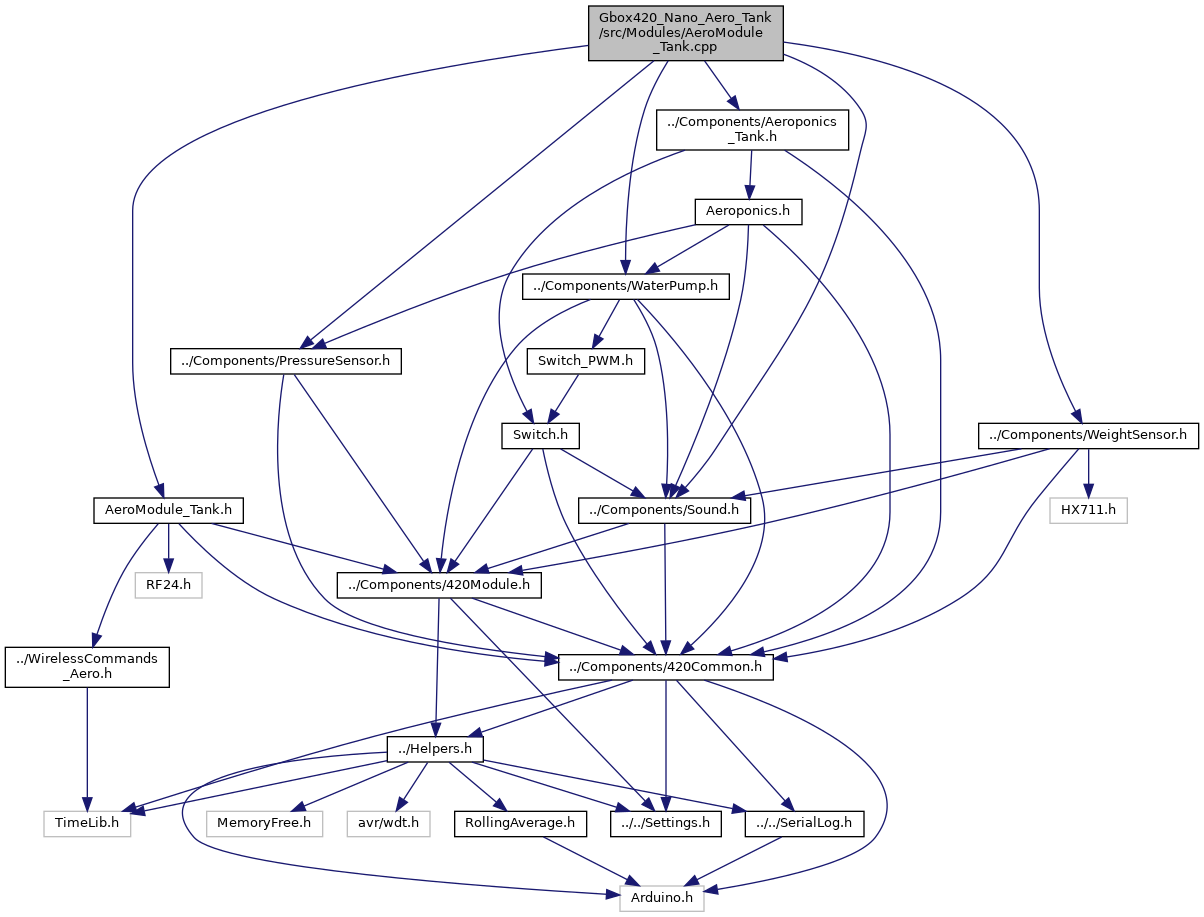 Gbox420_Nano_Aero_Tank
/src/Modules/AeroModule
_Tank.cpp
../Components/Aeroponics
_Tank.h
Aeroponics.h
../Components/WaterPump.h
../Components/PressureSensor.h
Switch_PWM.h
Switch.h
../Components/WeightSensor.h
AeroModule_Tank.h
../Components/Sound.h
HX711.h
RF24.h
../Components/420Module.h
../WirelessCommands
_Aero.h
../Components/420Common.h
../Helpers.h
TimeLib.h
MemoryFree.h
avr/wdt.h
RollingAverage.h
../../Settings.h
../../SerialLog.h
Arduino.h